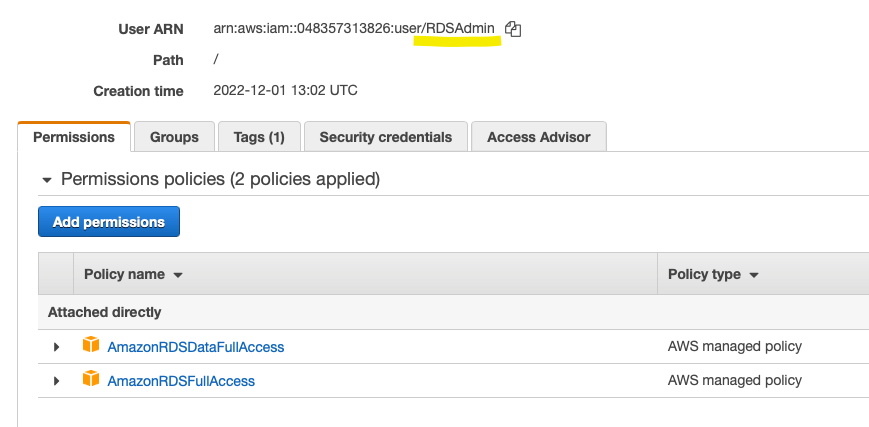 User ARN arn:aws:iam::048357313826:user/RDSAdmin
Path /
Creation time 2022-12-01 13:02 UTC
Permissions Groups Tags (1) Security credentials Access Advisor
Permissions policies (2 policies applied)
Add permissions
Policy name Policy type
Attached directly
AmazonRDSDataFullAccess AWS managed policy
AmazonRDSFullAccess AWS managed policy